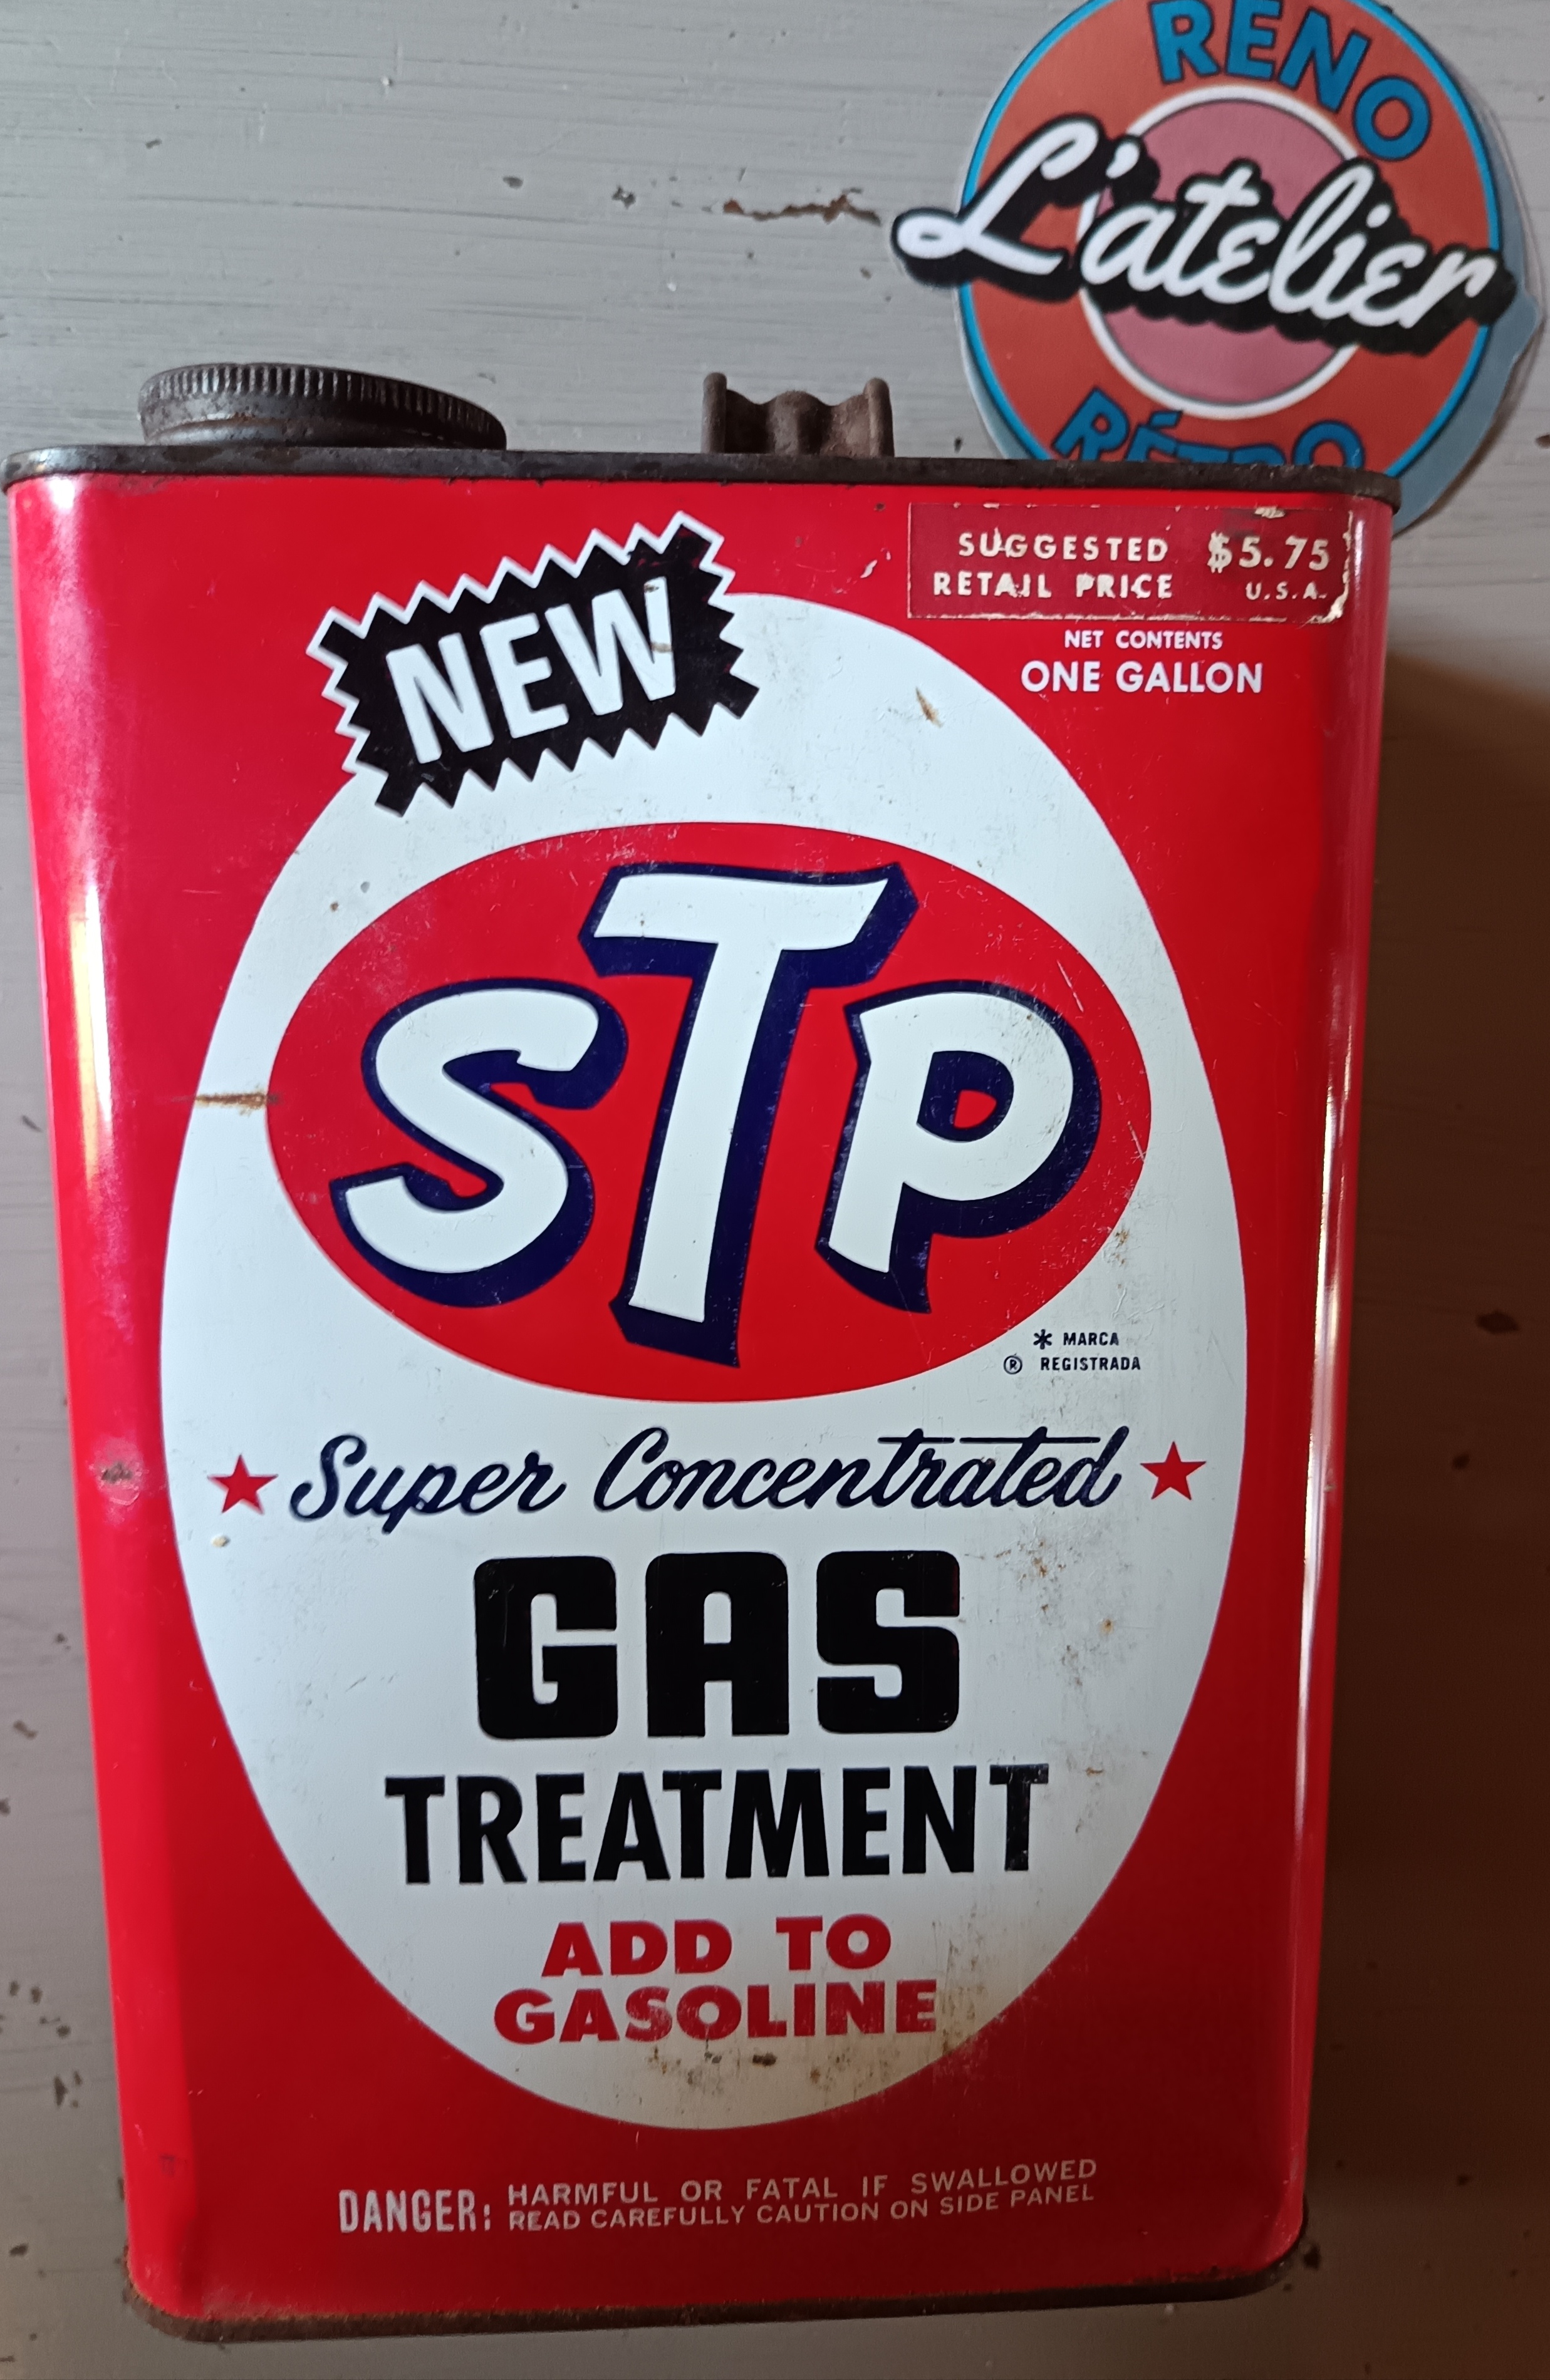 RENO
L'atelier
RÉTRO
SUGGESTED $5.75
RETAIL PRICE U.S.A.
NET CONTENTS
ONE GALLON
NEW
STP
* MARCA
® REGISTRADA
Super Concentrated
GAS
TREATMENT
ADD TO
GASOLINE
DANGER: HARMFUL OR FATAL IF SWALLOWED
READ CAREFULLY CAUTION ON SIDE PANEL